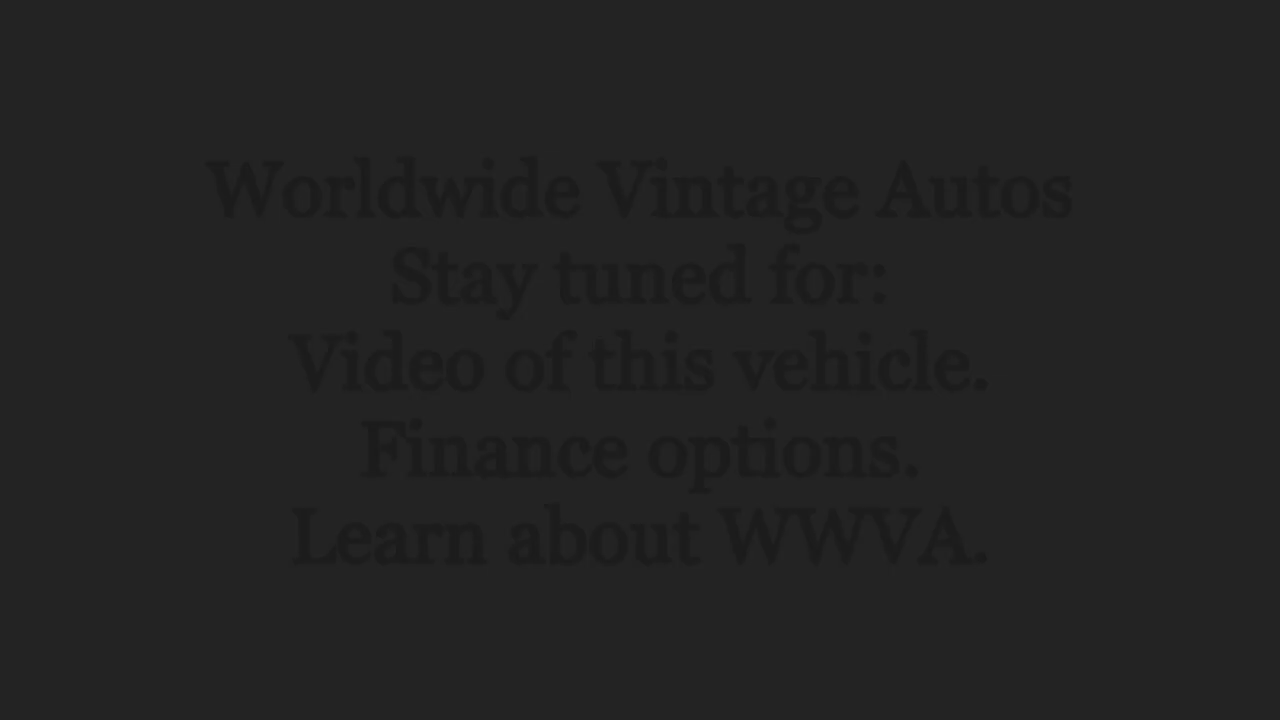 Worldwide Vintage Autos
Stay tuned for:
Video of this vehicle.
Finance options.
Learn about WWVA.